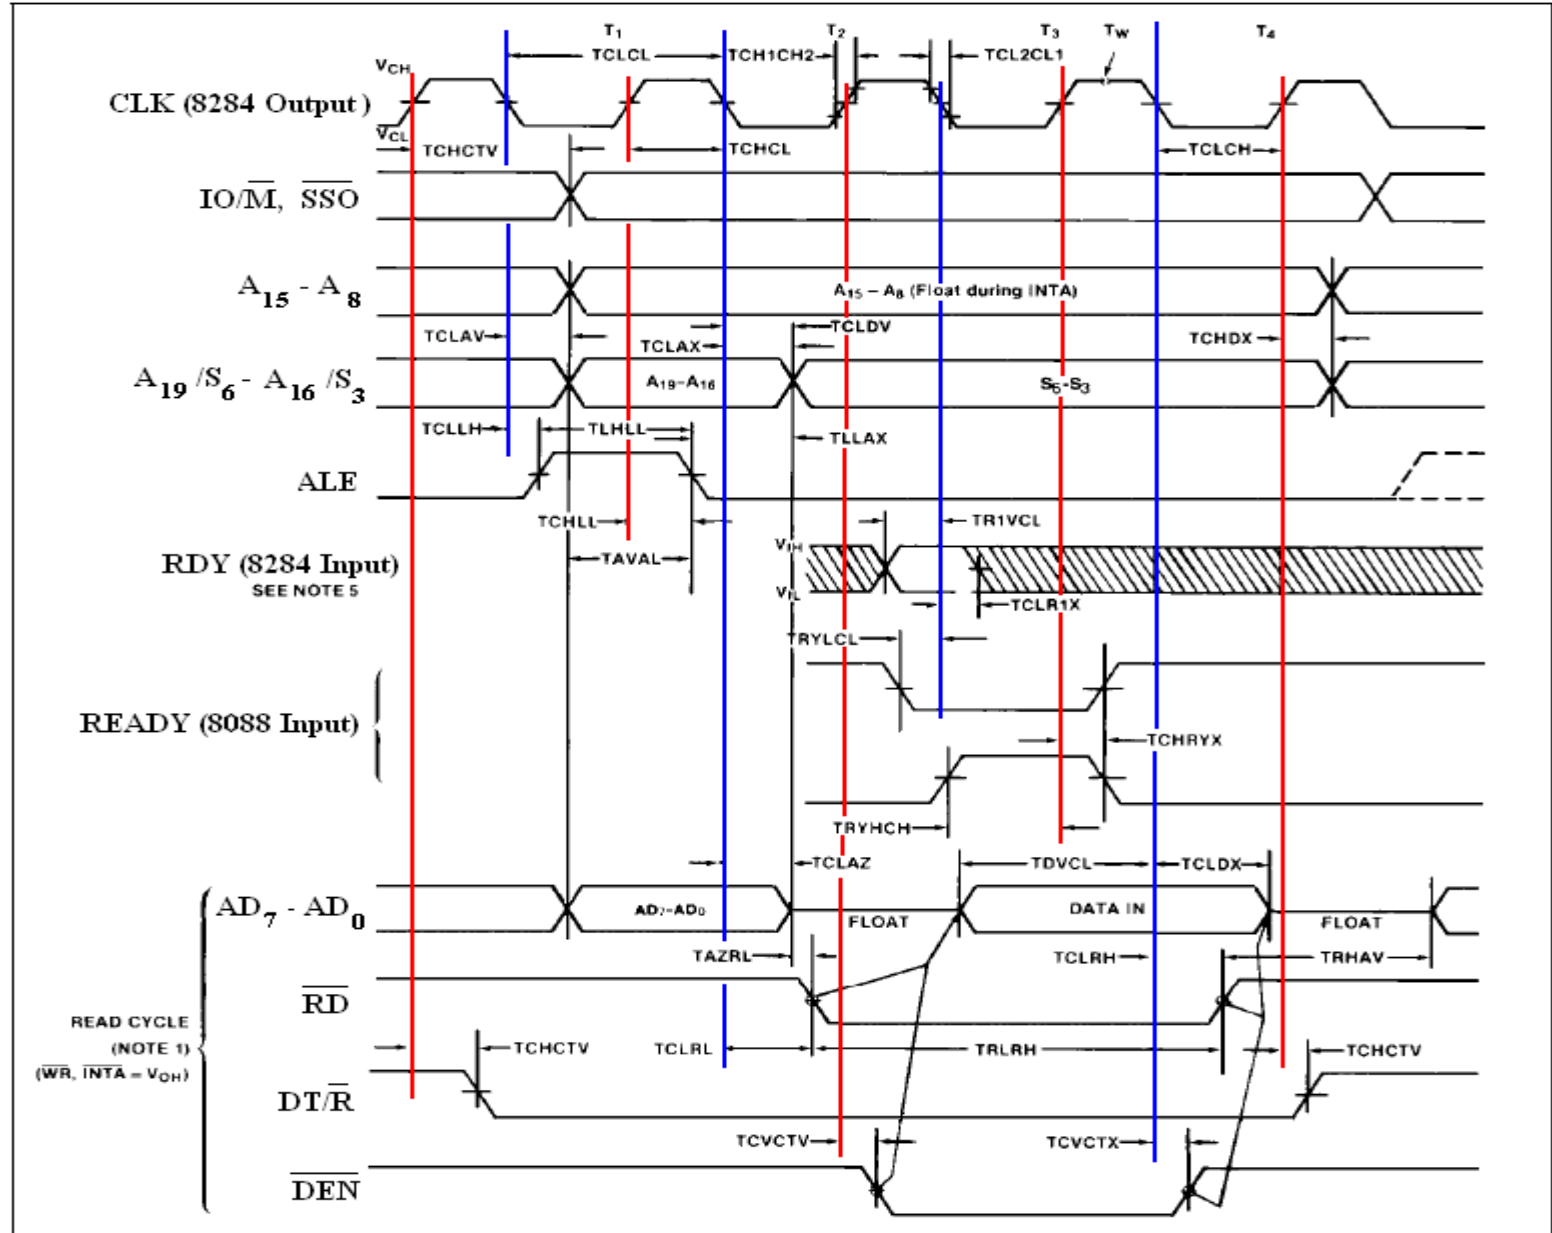 T1 T2 T3 TW T4
VCH TCLCL TCH1CH2 TCL2CL1
CLK (8284 Output)
VCL
TCHCTV TCHCL TCLCH
IO/M, SSO
A15 - A8
A15 – A8 (Float during INTA)
TCLAV TCLDV
TCLAX TCHDX
A19 /S6 - A16 /S3
A19–A16 S6-S3
TCLLH TLHLL TLLAX
ALE
TCHLL TR1VCL
RDY (8284 Input)
VIH
TAVAL
SEE NOTE 5
VIL
TCLR1X
TRYLCL
READY (8088 Input)
TCHRYX
TRYHCH
TCLAZ TDVCL TCLDX
AD7 - AD0
AD7–AD0 FLOAT DATA IN FLOAT
TAZRL TCLRH TRHAV
RD
READ CYCLE
(NOTE 1)
(WR, INTA = VOH)
TCHCTV TCLRL TRLRH TCHCTV
DT/R
TCVCTV TCVCTX
DEN